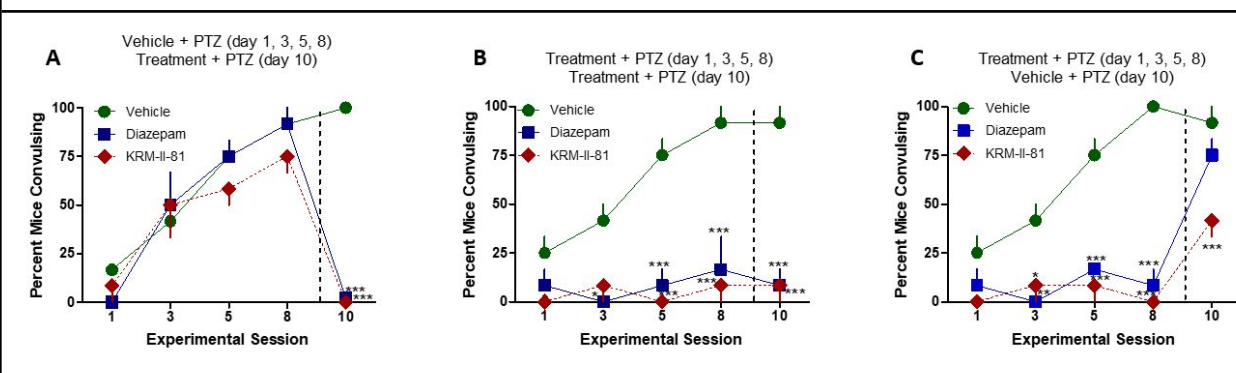 A
Vehicle + PTZ (day 1, 3, 5, 8)
Treatment + PTZ (day 10)
Percent Mice Convulsing
100
75
50
25
0
Vehicle
Diazepam
KRM-II-81
***
***
1 3 5 8 10
Experimental Session
B
Treatment + PTZ (day 1, 3, 5, 8)
Treatment + PTZ (day 10)
Percent Mice Convulsing
100
75
50
25
0
Vehicle
Diazepam
KRM-II-81
*
***
***
***
***
***
***
1 3 5 8 10
Experimental Session
C
Treatment + PTZ (day 1, 3, 5, 8)
Vehicle + PTZ (day 10)
Percent Mice Convulsing
100
75
50
25
0
Vehicle
Diazepam
KRM-II-81
*
**
***
***
***
***
***
1 3 5 8 10
Experimental Session